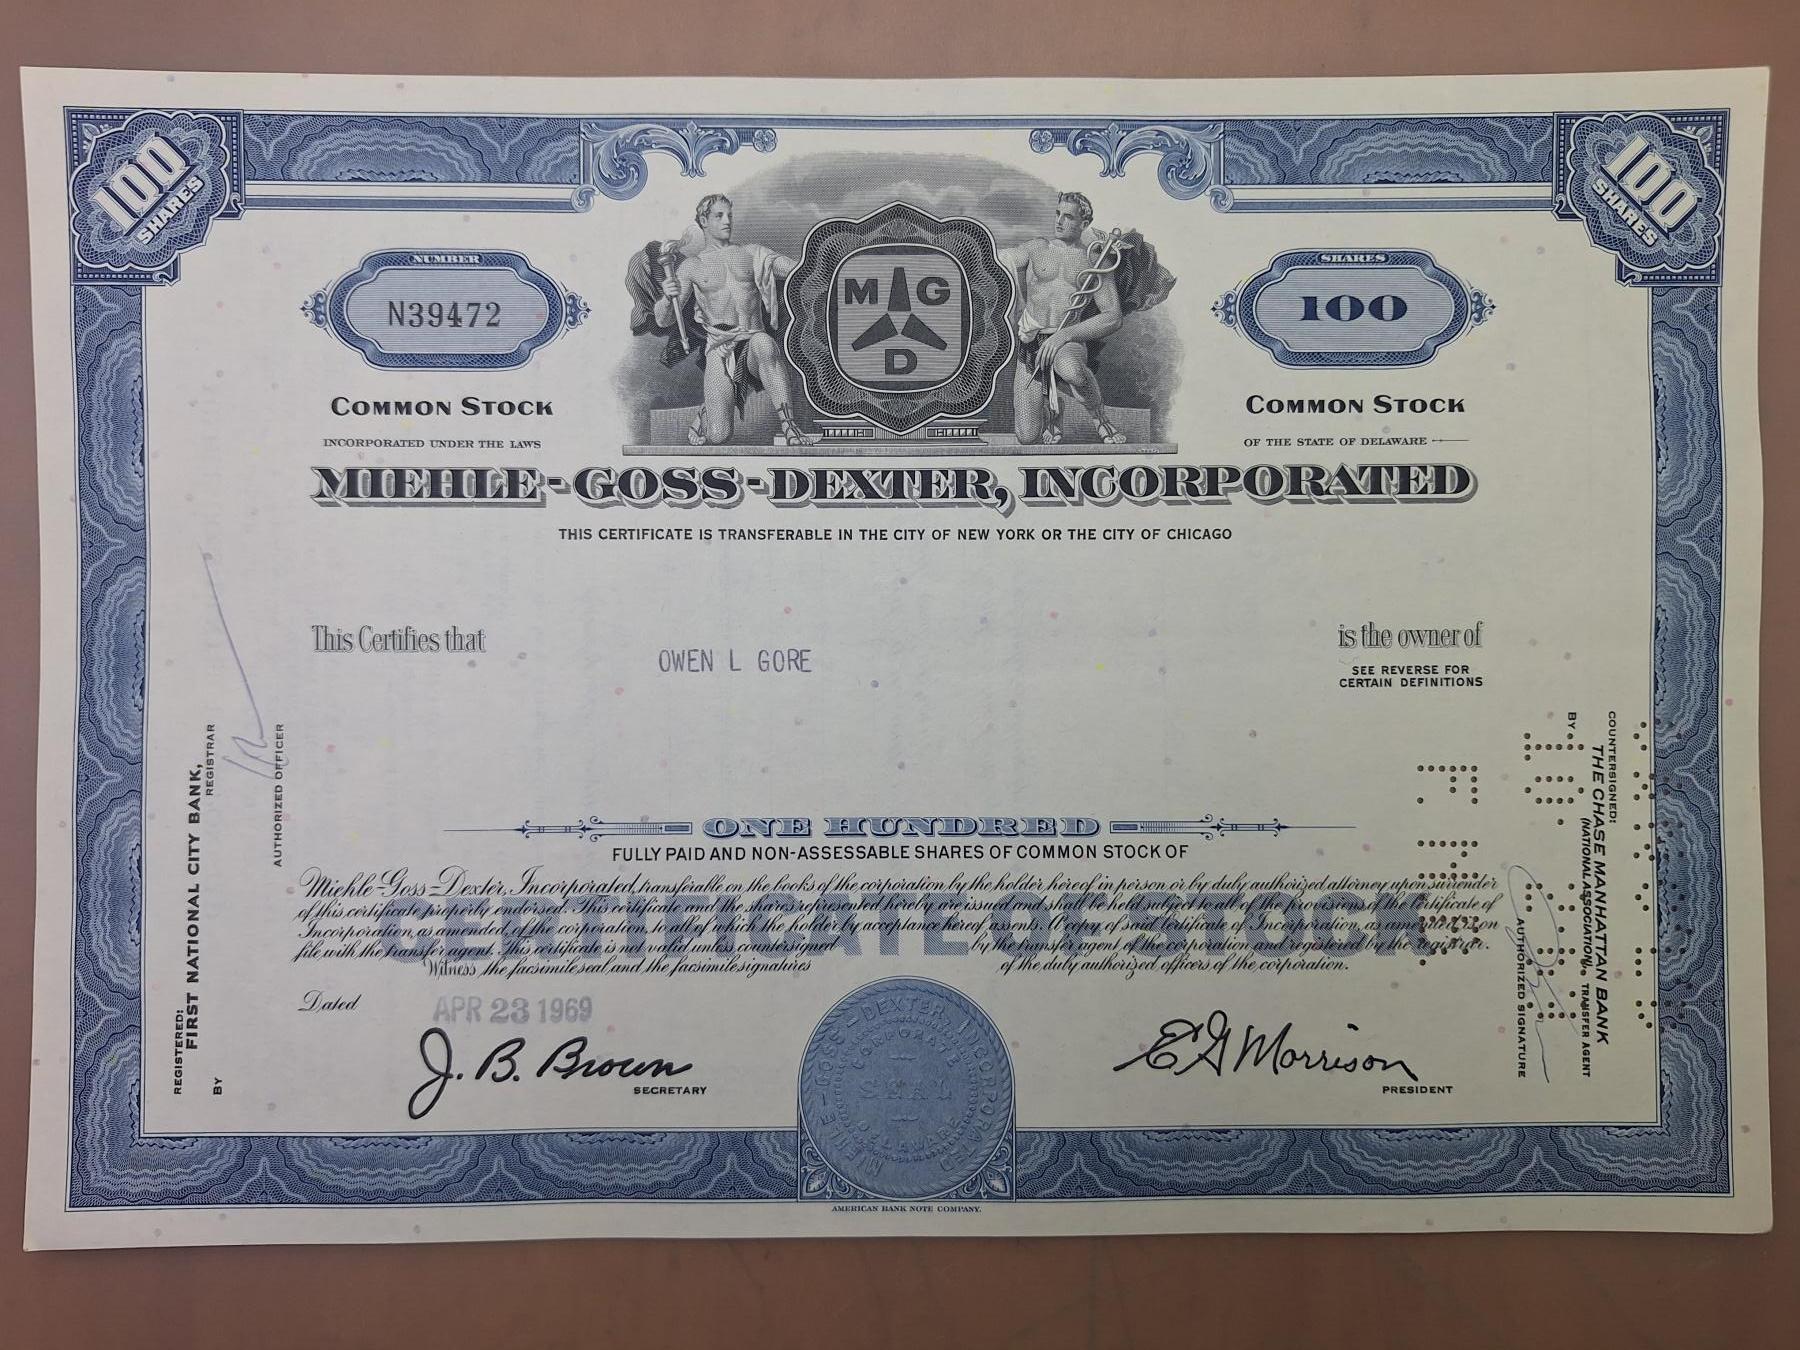 100
SHARES
100
SHARES
NUMBER
N39472
M G
D
SHARES
100
COMMON STOCK
COMMON STOCK
INCORPORATED UNDER THE LAWS
OF THE STATE OF DELAWARE
MIEHLE-GOSS-DEXTER, INCORPORATED
THIS CERTIFICATE IS TRANSFERABLE IN THE CITY OF NEW YORK OR THE CITY OF CHICAGO
This Certifies that
OWEN L GORE
is the owner of
SEE REVERSE FOR
CERTAIN DEFINITIONS
ONE HUNDRED
FULLY PAID AND NON-ASSESSABLE SHARES OF COMMON STOCK OF
CERTIFICATE OF STOCK
Miehle-Goss-Dexter, Incorporated, transferable on the books of the corporation by the holder hereof in person or by duly authorized attorney upon surrender
of this certificate properly endorsed. This certificate and the shares represented hereby are issued and shall be held subject to all of the provisions of the Certificate of
Incorporation, as amended, of the corporation, to all of which the holder by acceptance hereof assents. A copy of said Certificate of Incorporation, as amended is on
file with the transfer agent. This certificate is not valid unless countersigned by the transfer agent of the corporation and registered by the registrar.
Witness the facsimile seal and the facsimile signatures of the duly authorized officers of the corporation.
Dated
APR 23 1969
J. B. Brown
SECRETARY
E G Morrison
PRESIDENT
MIEHLE-GOSS-DEXTER, INCORPORATED
CORPORATE
SEAL
DELAWARE
AMERICAN BANK NOTE COMPANY.
REGISTERED:
FIRST NATIONAL CITY BANK,
REGISTRAR
BY
AUTHORIZED OFFICER
COUNTERSIGNED:
THE CHASE MANHATTAN BANK
(NATIONAL ASSOCIATION), TRANSFER AGENT
BY
AUTHORIZED SIGNATURE